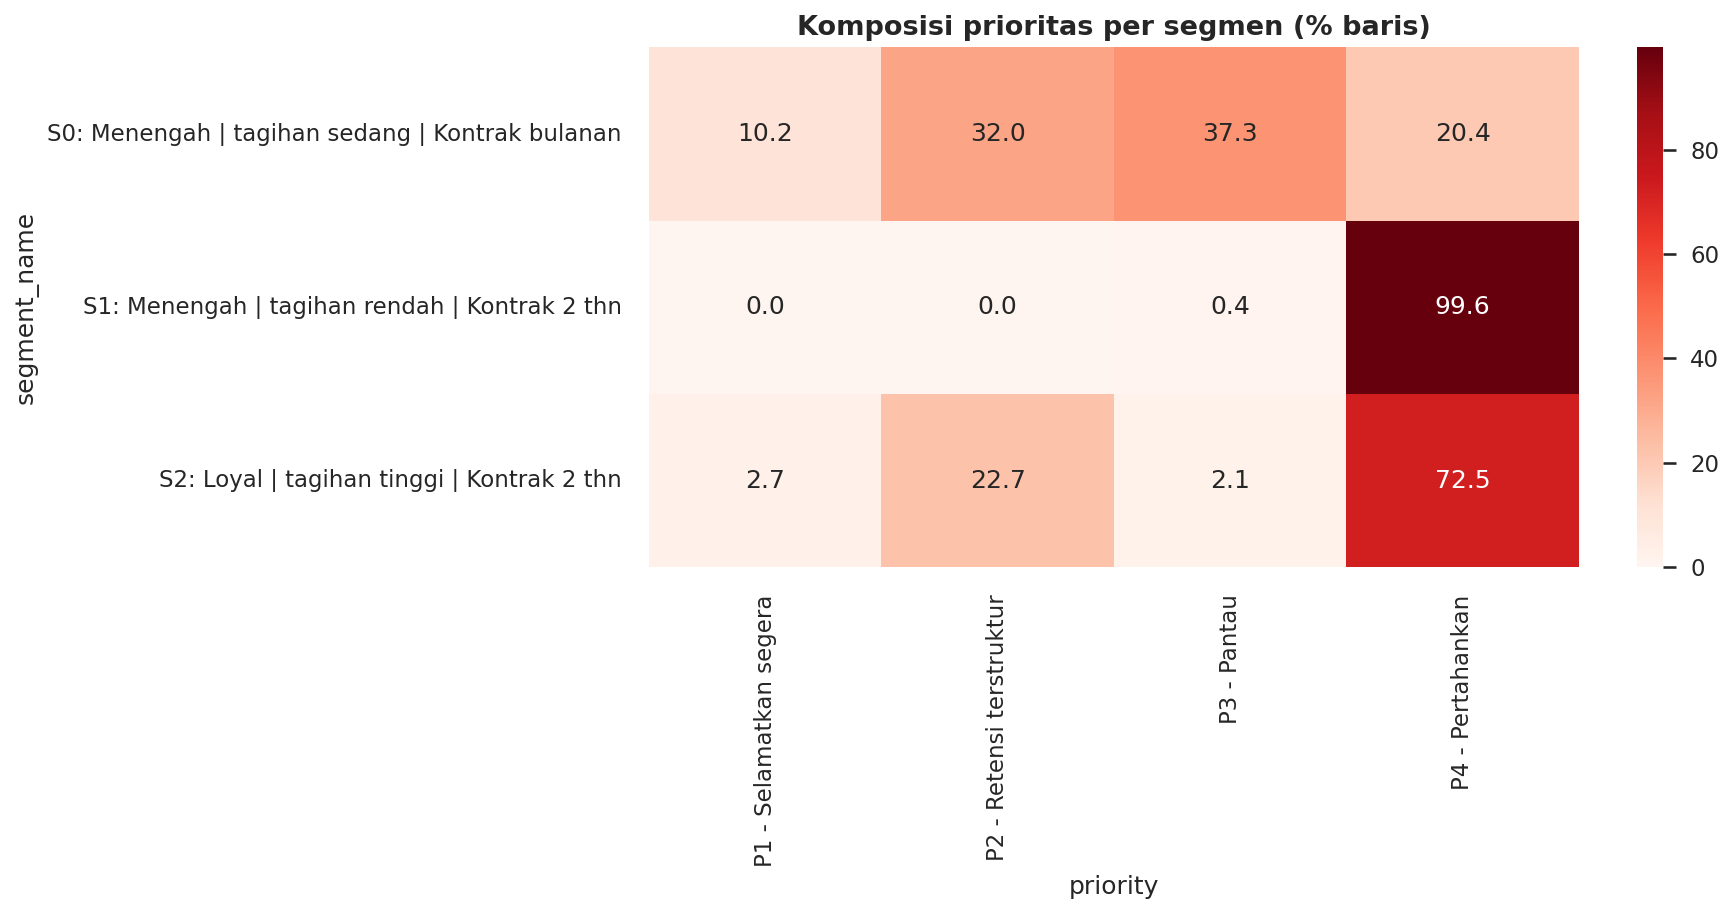 Komposisi prioritas per segmen (% baris)
segment_name
S0: Menengah | tagihan sedang | Kontrak bulanan
10.2 32.0 37.3 20.4
S1: Menengah | tagihan rendah | Kontrak 2 thn
0.0 0.0 0.4 99.6
S2: Loyal | tagihan tinggi | Kontrak 2 thn
2.7 22.7 2.1 72.5
80
60
40
20
0
P1 - Selamatkan segera
P2 - Retensi terstruktur
P3 - Pantau
P4 - Pertahankan
priority